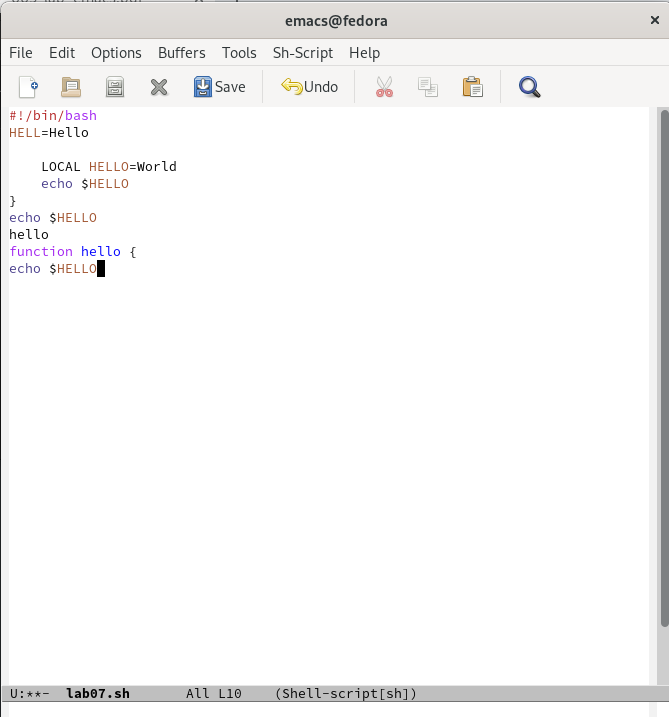 emacs@fedora
File Edit Options Buffers Tools Sh-Script Help
Save Undo
#!/bin/bash
HELL=Hello
    LOCAL HELLO=World
    echo $HELLO
}
echo $HELLO
hello
function hello {
echo $HELLO
U:**- lab07.sh All L10 (Shell-script[sh])